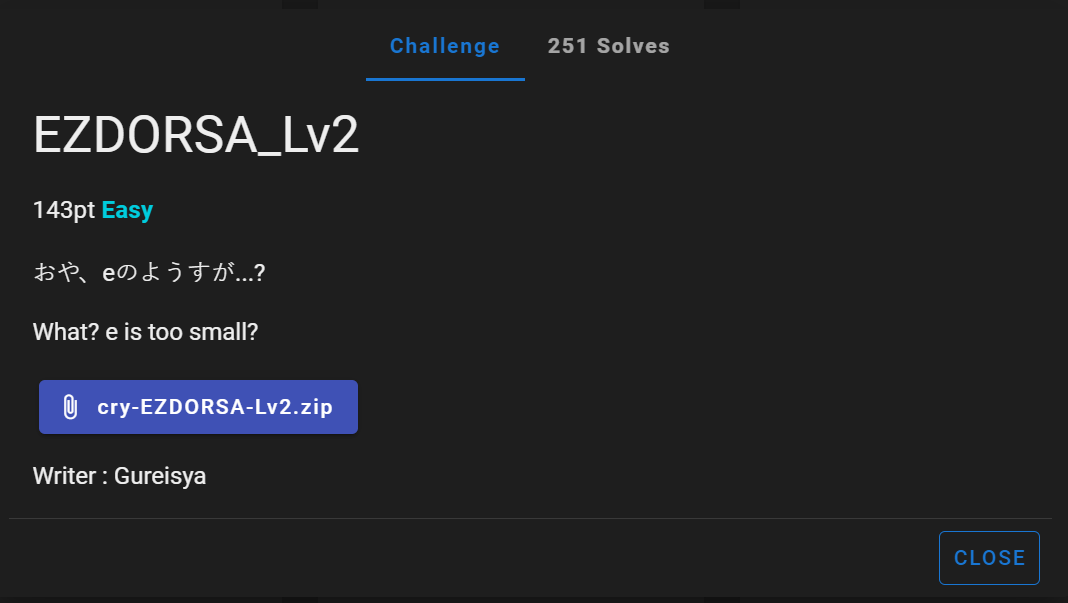 Challenge 251 Solves
EZDORSA_Lv2
143pt Easy
おや、eのようすが...?
What? e is too small?
cry-EZDORSA-Lv2.zip
Writer : Gureisya
CLOSE